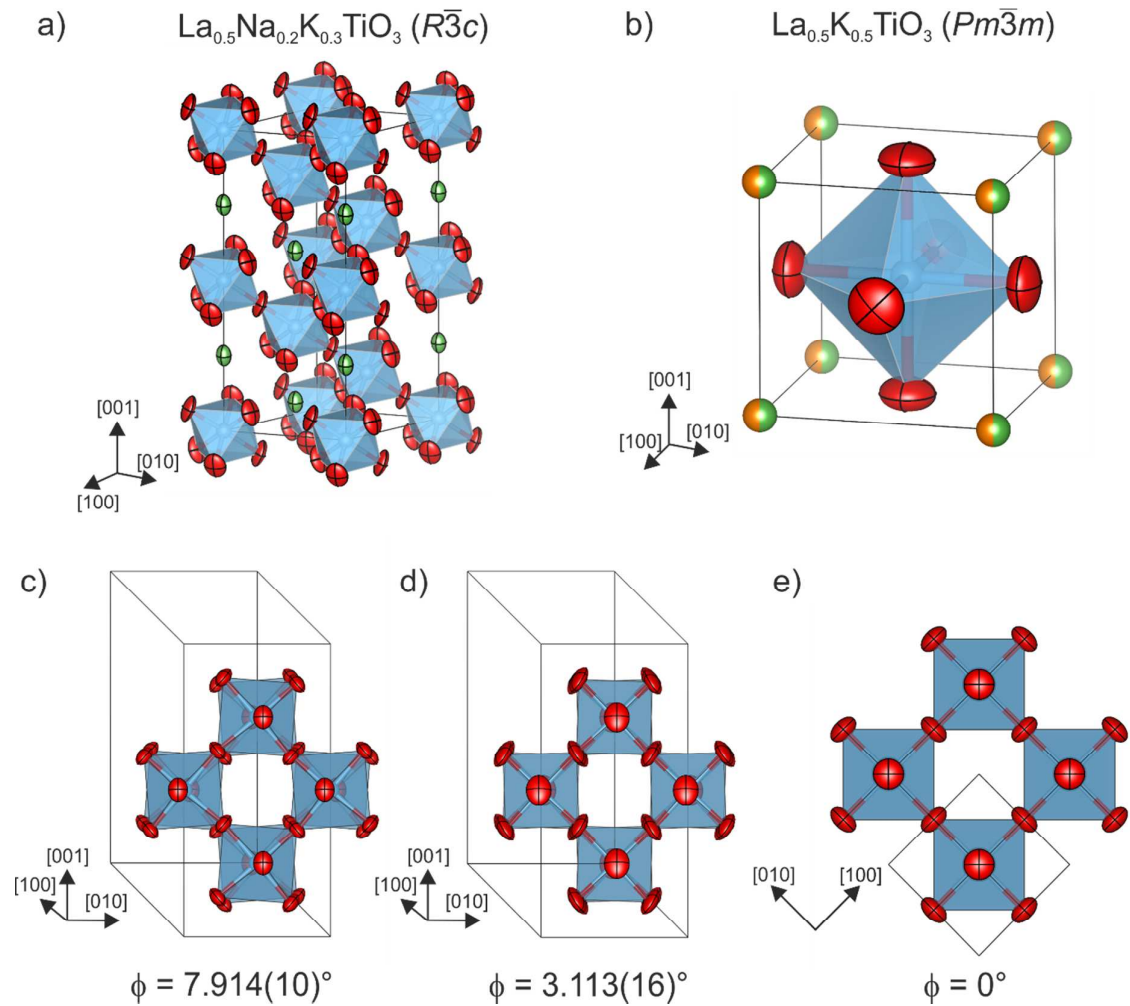 a) La₀.₅Na₀.₂K₀.₃TiO₃ (R3̅c)
b) La₀.₅K₀.₅TiO₃ (Pm3̅m)
[001]
[010]
[100]
[001]
[100]
[010]
c)
d)
e)
[001]
[100]
[010]
[001]
[100]
[010]
[010]
[100]
ϕ = 7.914(10)°
ϕ = 3.113(16)°
ϕ = 0°